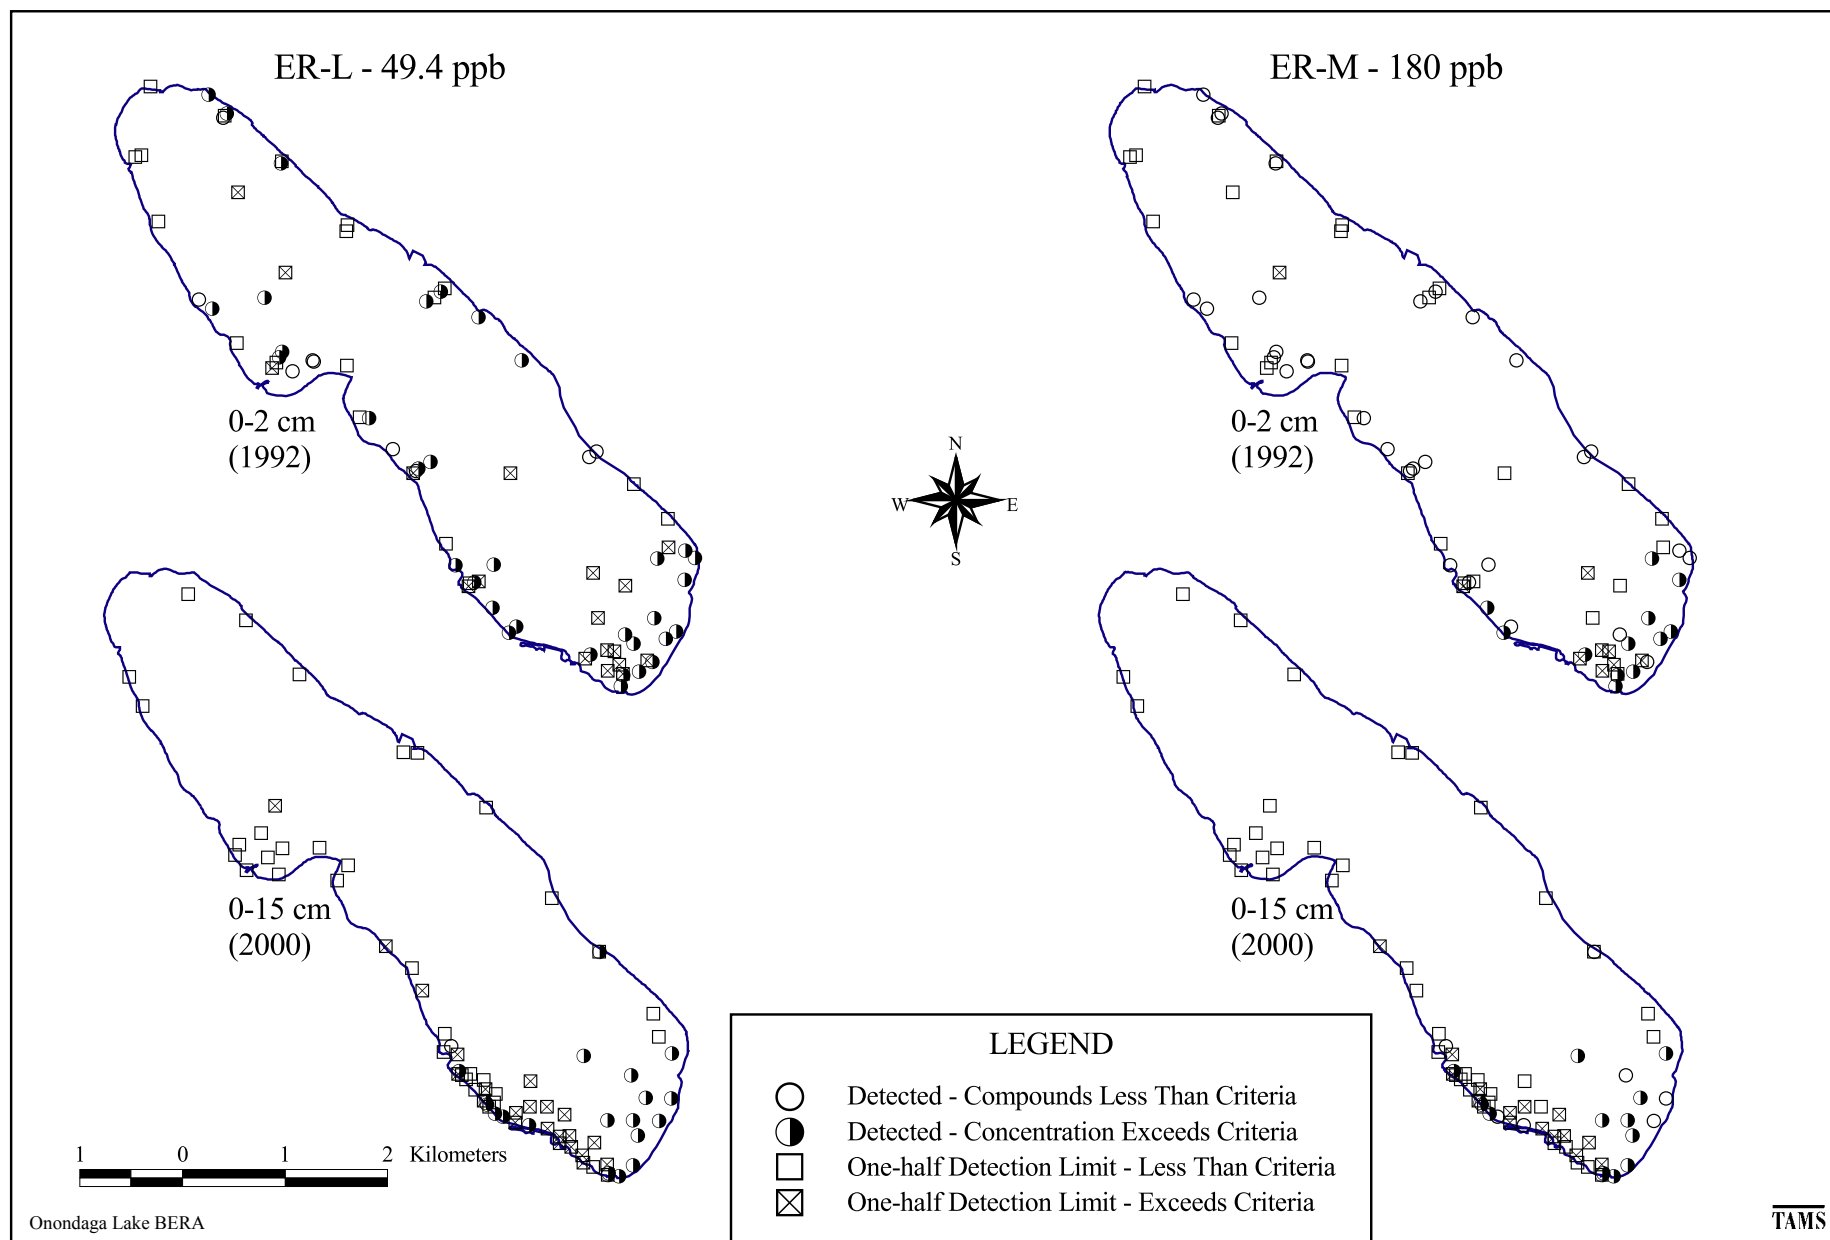 ER-L - 49.4 ppb
ER-M - 180 ppb
0-2 cm
(1992)
0-2 cm
(1992)
N
W
E
S
0-15 cm
(2000)
0-15 cm
(2000)
LEGEND
Detected - Compounds Less Than Criteria
Detected - Concentration Exceeds Criteria
One-half Detection Limit - Less Than Criteria
One-half Detection Limit - Exceeds Criteria
1 0 1 2 Kilometers
Onondaga Lake BERA
TAMS